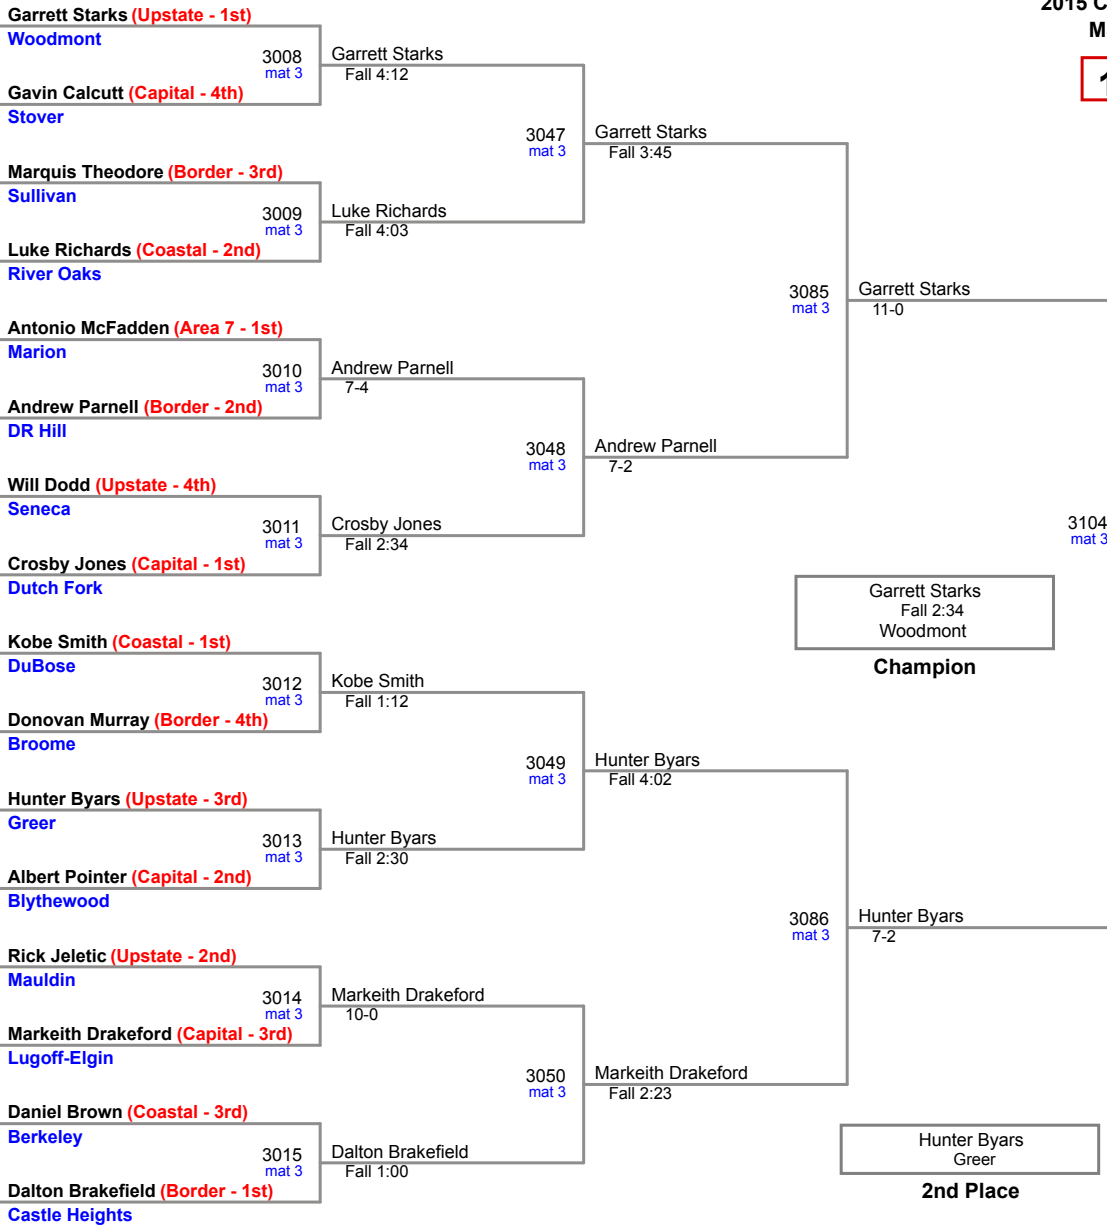 Garrett Starks (Upstate - 1st)
Woodmont
3008
mat 3
Garrett Starks
Fall 4:12
Gavin Calcutt (Capital - 4th)
Stover
3047
mat 3
Garrett Starks
Fall 3:45
Marquis Theodore (Border - 3rd)
Sullivan
3009
mat 3
Luke Richards
Fall 4:03
Luke Richards (Coastal - 2nd)
River Oaks
3085
mat 3
Garrett Starks
11-0
Antonio McFadden (Area 7 - 1st)
Marion
3010
mat 3
Andrew Parnell
7-4
Andrew Parnell (Border - 2nd)
DR Hill
3048
mat 3
Andrew Parnell
7-2
Will Dodd (Upstate - 4th)
Seneca
3011
mat 3
Crosby Jones
Fall 2:34
Crosby Jones (Capital - 1st)
Dutch Fork
3104
mat 3
Garrett Starks
Fall 2:34
Woodmont
Champion
Kobe Smith (Coastal - 1st)
DuBose
3012
mat 3
Kobe Smith
Fall 1:12
Donovan Murray (Border - 4th)
Broome
3049
mat 3
Hunter Byars
Fall 4:02
Hunter Byars (Upstate - 3rd)
Greer
3013
mat 3
Hunter Byars
Fall 2:30
Albert Pointer (Capital - 2nd)
Blythewood
3086
mat 3
Hunter Byars
7-2
Rick Jeletic (Upstate - 2nd)
Mauldin
3014
mat 3
Markeith Drakeford
10-0
Markeith Drakeford (Capital - 3rd)
Lugoff-Elgin
3050
mat 3
Markeith Drakeford
Fall 2:23
Daniel Brown (Coastal - 3rd)
Berkeley
3015
mat 3
Dalton Brakefield
Fall 1:00
Dalton Brakefield (Border - 1st)
Castle Heights
Hunter Byars
Greer
2nd Place
2015 C
M